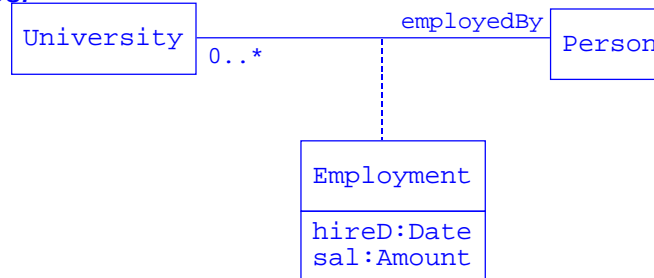 University
0..*
employedBy
Person
Employment
hireD:Date
sal:Amount